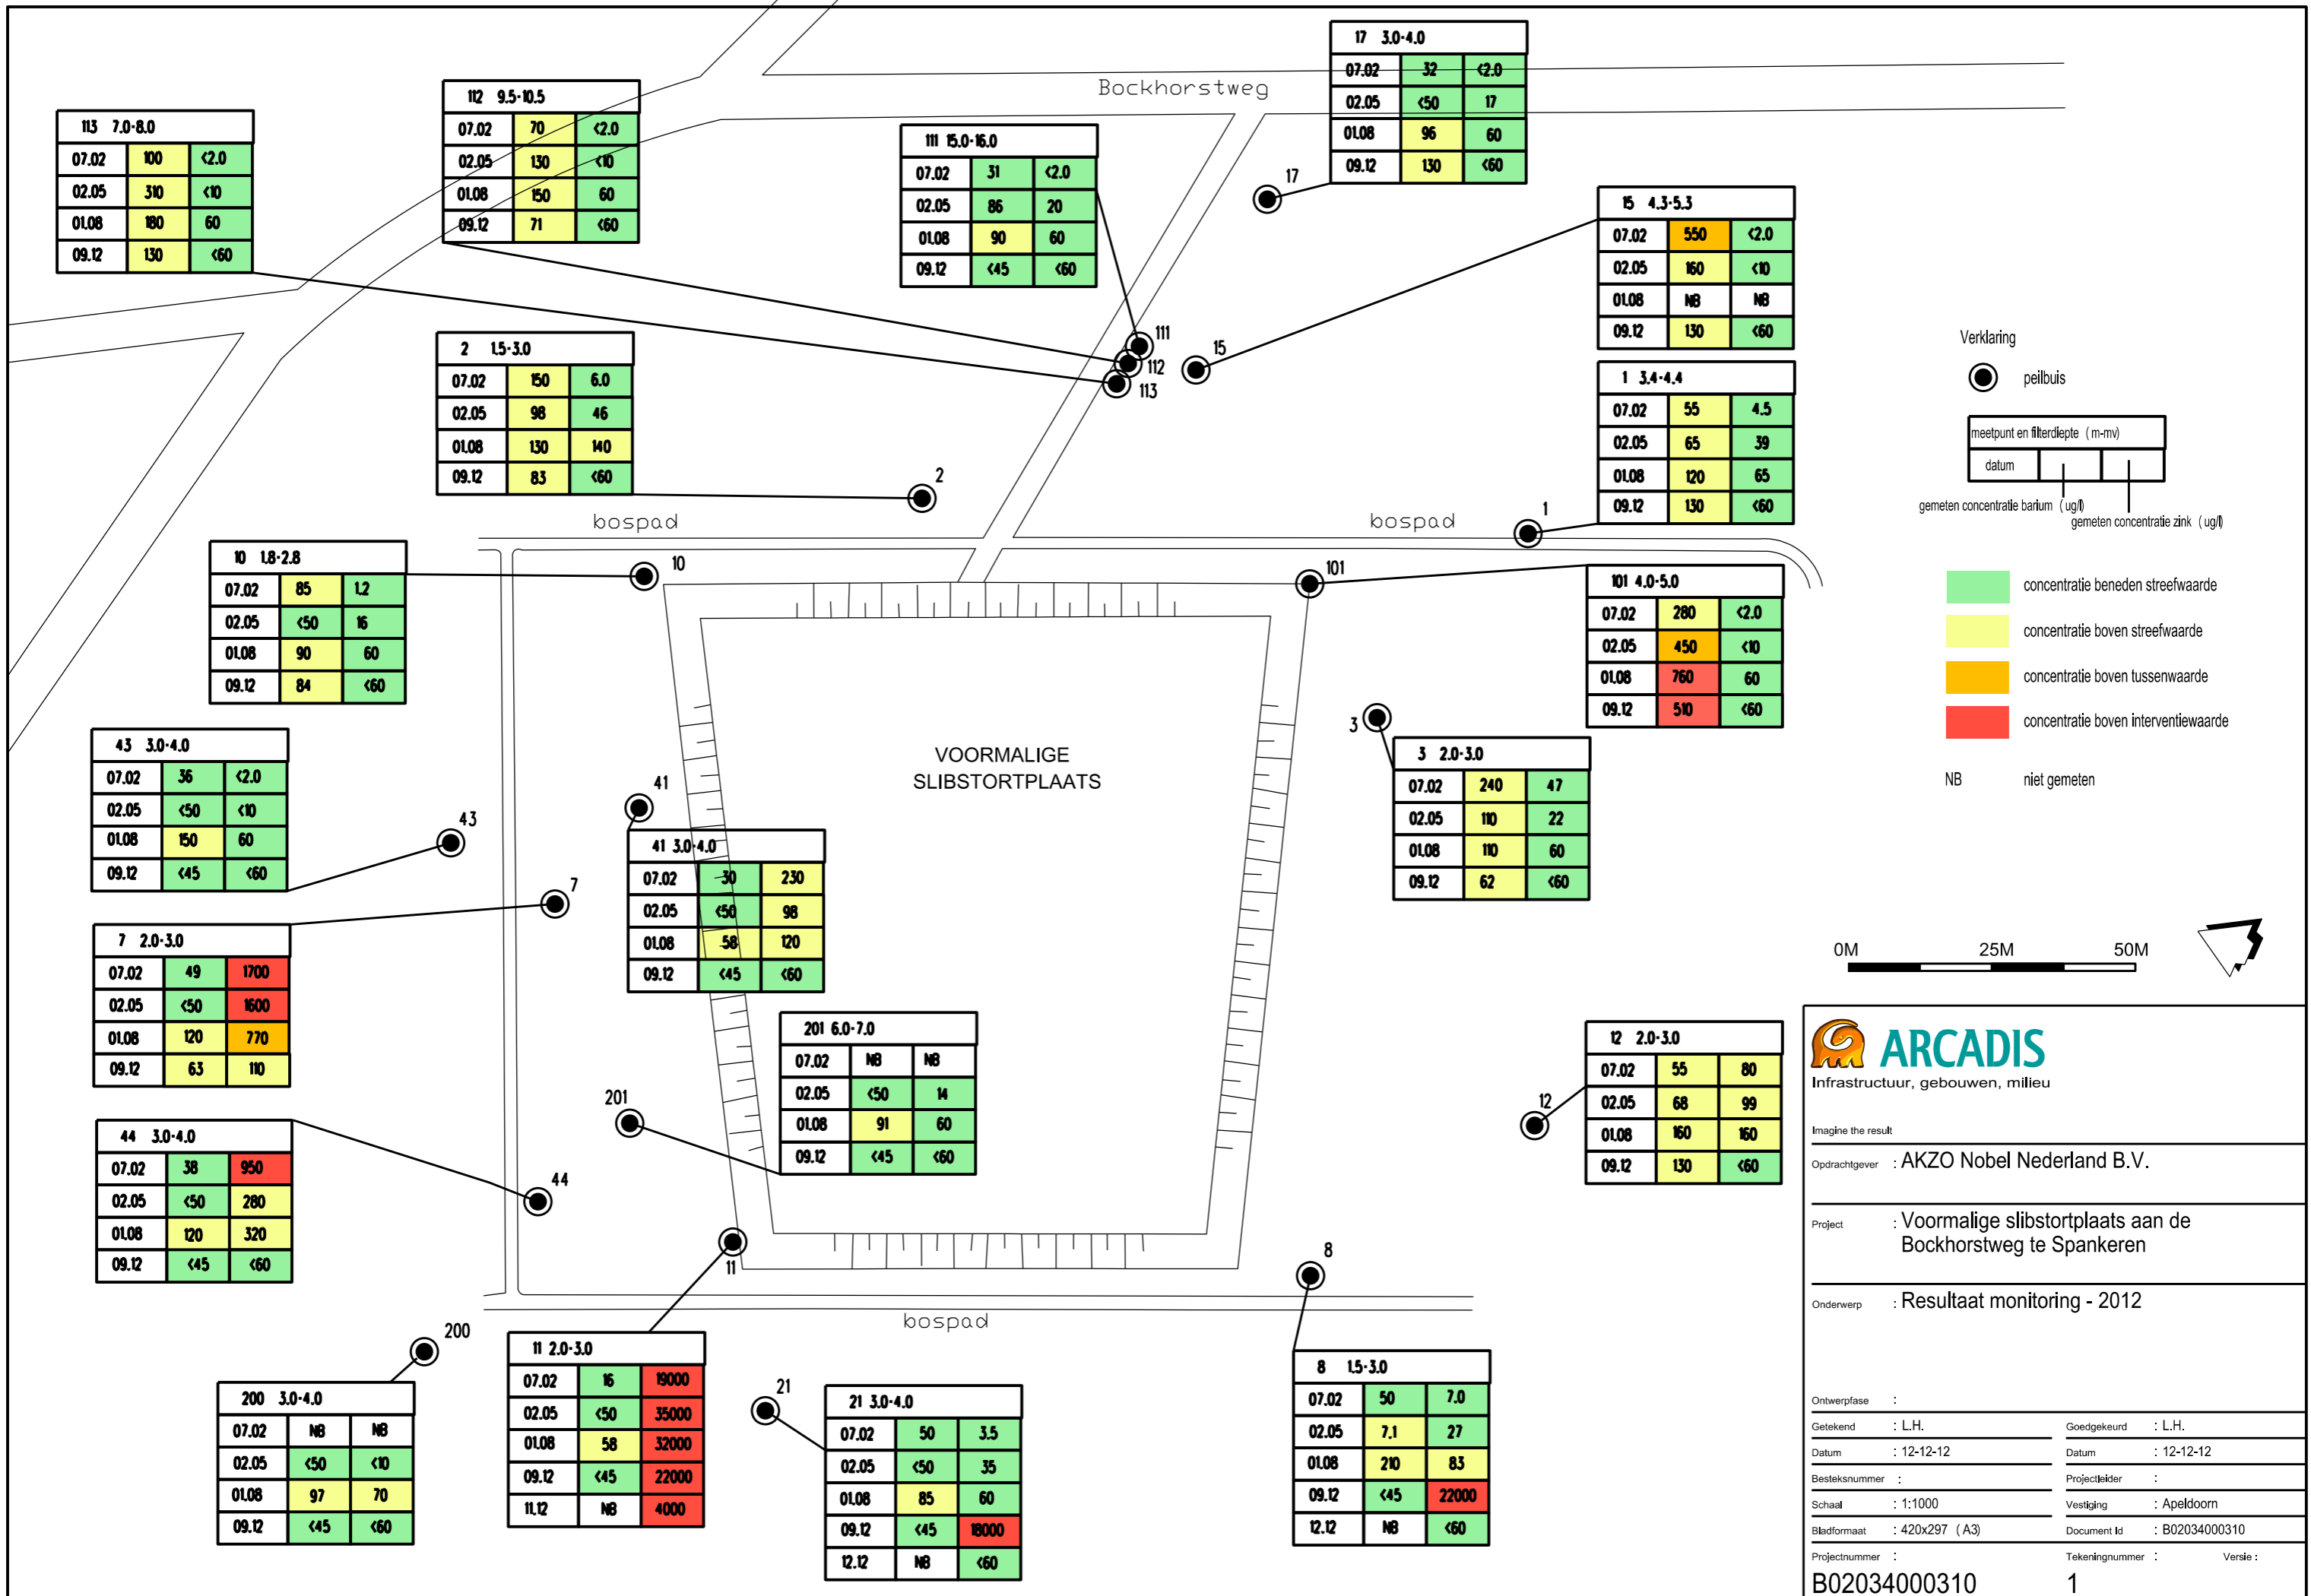 Bockhorstweg
113 7.0-8.0
07.02 100 <2.0
02.05 310 <10
01.08 180 60
09.12 130 <60
112 9.5-10.5
07.02 70 <2.0
02.05 130 <10
01.08 150 60
09.12 71 <60
111 15.0-16.0
07.02 31 <2.0
02.05 86 20
01.08 90 60
09.12 <45 <60
17 3.0-4.0
07.02 32 <2.0
02.05 <50 17
01.08 96 60
09.12 130 <60
17
15 4.3-5.3
07.02 550 <2.0
02.05 160 <10
01.08 NB NB
09.12 130 <60
111
112
113
15
2 1.5-3.0
07.02 150 6.0
02.05 98 46
01.08 130 140
09.12 83 <60
2
1 3.4-4.4
07.02 55 4.5
02.05 65 39
01.08 120 65
09.12 130 <60
1
bospad
bospad
10 1.8-2.8
07.02 85 1.2
02.05 <50 16
01.08 90 60
09.12 84 <60
10
101
101 4.0-5.0
07.02 280 <2.0
02.05 450 <10
01.08 760 60
09.12 510 <60
43 3.0-4.0
07.02 36 <2.0
02.05 <50 <10
01.08 150 60
09.12 <45 <60
43
VOORMALIGE
SLIBSTORTPLAATS
3
3 2.0-3.0
07.02 240 47
02.05 110 22
01.08 110 60
09.12 62 <60
41
41 3.0-4.0
07.02 30 230
02.05 <50 98
01.08 58 120
09.12 <45 <60
7
7 2.0-3.0
07.02 49 1700
02.05 <50 1600
01.08 120 770
09.12 63 110
201 6.0-7.0
07.02 NB NB
02.05 <50 14
01.08 91 60
09.12 <45 <60
201
12 2.0-3.0
07.02 55 80
02.05 68 99
01.08 160 160
09.12 130 <60
12
44 3.0-4.0
07.02 38 950
02.05 <50 280
01.08 120 320
09.12 <45 <60
44
11
8
bospad
200
200 3.0-4.0
07.02 NB NB
02.05 <50 <10
01.08 97 70
09.12 <45 <60
11 2.0-3.0
07.02 16 19000
02.05 <50 35000
01.08 58 32000
09.12 <45 22000
11.12 NB 4000
21
21 3.0-4.0
07.02 50 3.5
02.05 <50 35
01.08 85 60
09.12 <45 18000
12.12 NB <60
8 1.5-3.0
07.02 50 7.0
02.05 7.1 27
01.08 210 83
09.12 <45 22000
12.12 NB <60
Verklaring
peilbuis
meetpunt en filterdiepte (m-mv)
datum
gemeten concentratie barium (ug/l)
gemeten concentratie zink (ug/l)
concentratie beneden streefwaarde
concentratie boven streefwaarde
concentratie boven tussenwaarde
concentratie boven interventiewaarde
NB niet gemeten
0M 25M 50M
ARCADIS
Infrastructuur, gebouwen, milieu
Imagine the result
Opdrachtgever : AKZO Nobel Nederland B.V.
Project : Voormalige slibstortplaats aan de
Bockhorstweg te Spankeren
Onderwerp : Resultaat monitoring - 2012
Ontwerpfase :
Getekend : L.H. Goedgekeurd : L.H.
Datum : 12-12-12 Datum : 12-12-12
Besteksnummer : Projectleider :
Schaal : 1:1000 Vestiging : Apeldoorn
Bladformaat : 420x297 (A3) Document Id : B02034000310
Projectnummer : Tekeningnummer : Versie :
B02034000310 1